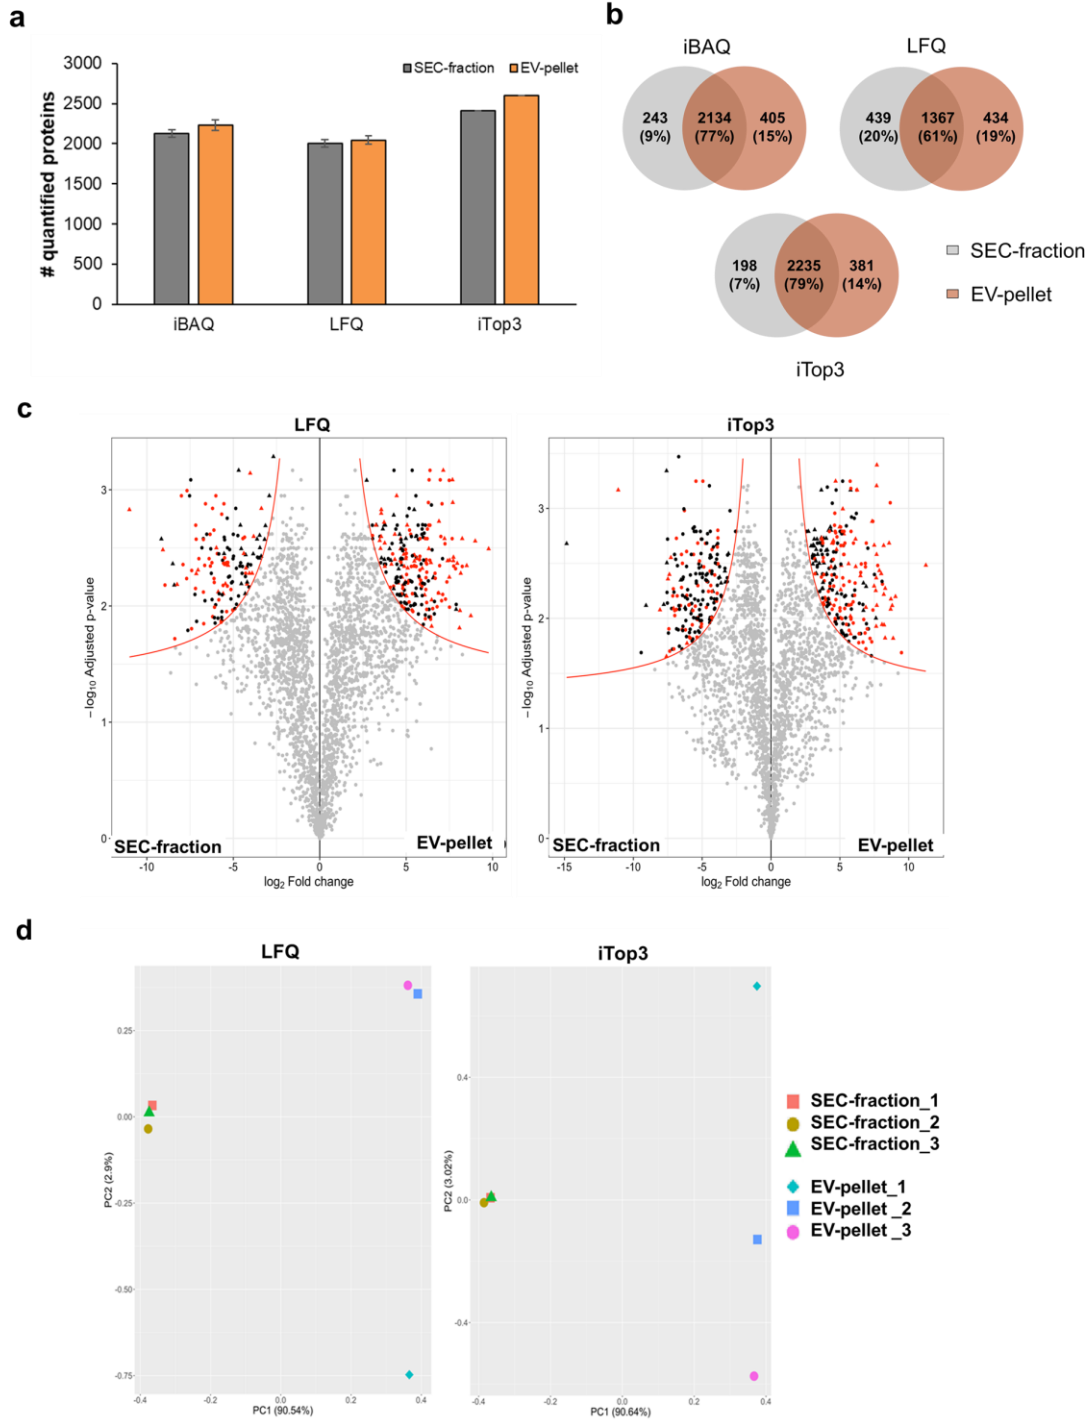 a
3000
2500
2000
1500
1000
500
0
# quantified proteins
SEC-fraction EV-pellet
iBAQ LFQ iTop3
b
iBAQ LFQ
243 2134 405
(9%) (77%) (15%)
439 1367 434
(20%) (61%) (19%)
198 2235 381
(7%) (79%) (14%)
iTop3
SEC-fraction
EV-pellet
c
LFQ
3
2
1
0
− log10 Adjusted p-value
SEC-fraction EV-pellet
-10 -5 0 5 10
log2 Fold change
iTop3
3
2
1
0
− log10 Adjusted p-value
SEC-fraction EV-pellet
-15 -10 -5 0 5 10
log2 Fold change
d
LFQ
0.25
0.00
-0.25
-0.50
-0.75
PC2 (2.9%)
-0.4 -0.2 0.0 0.2 0.4
PC1 (90.54%)
iTop3
0.4
0.0
-0.4
PC2 (3.02%)
-0.4 -0.2 0.0 0.2 0.4
PC1 (90.64%)
SEC-fraction_1
SEC-fraction_2
SEC-fraction_3
EV-pellet_1
EV-pellet _2
EV-pellet _3